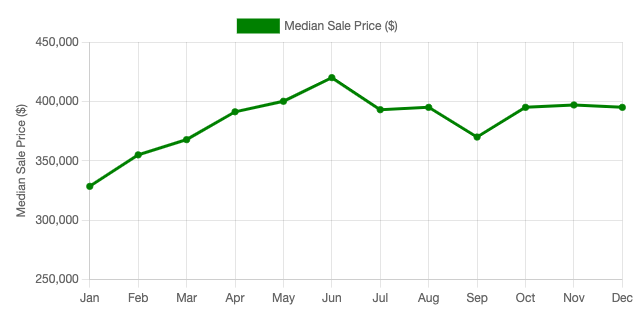 Median Sale Price ($)
450,000
400,000
350,000
300,000
250,000
Median Sale Price ($)
Jan Feb Mar Apr May Jun Jul Aug Sep Oct Nov Dec